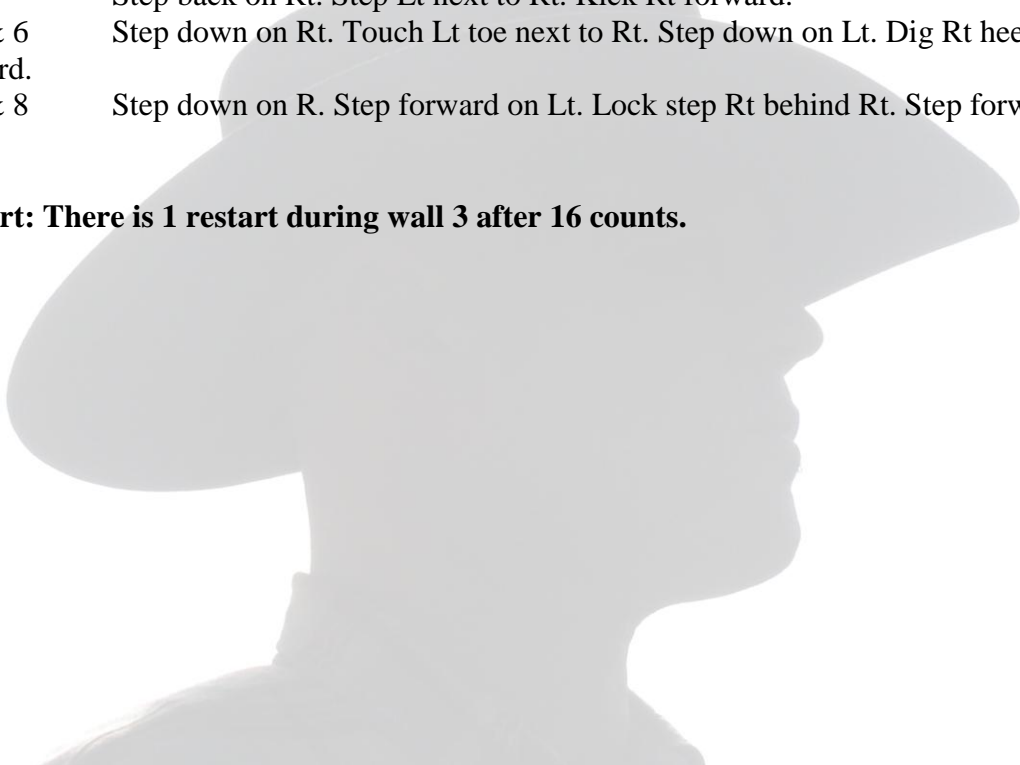 Step back on Rt. Step Lt next to Rt. Kick Rt forward.
& 6 Step down on Rt. Touch Lt toe next to Rt. Step down on Lt. Dig Rt hee
rd.
& 8 Step down on R. Step forward on Lt. Lock step Rt behind Rt. Step forw
rt: There is 1 restart during wall 3 after 16 counts.